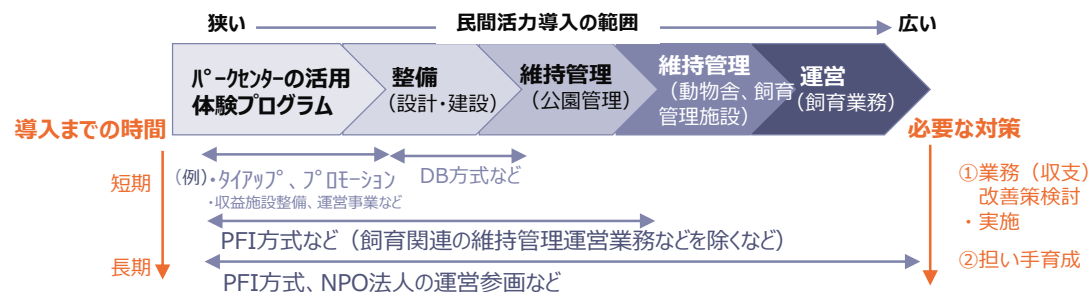 狭い
民間活力導入の範囲
広い
ﾊﾟｰｸセンターの活用
体験プログラム
整備
（設計・建設）
維持管理
（公園管理）
維持管理
（動物舎、飼育
管理施設）
運営
（飼育業務）
導入までの時間
短期
長期
（例）・ﾀｲｱｯﾌﾟ、ﾌﾟﾛﾓｰｼｮﾝ
・収益施設整備、運営事業など
DB方式など
PFI方式など（飼育関連の維持管理運営業務などを除くなど）
PFI方式、NPO法人の運営参画など
必要な対策
①業務（収支）
改善策検討
・実施
②担い手育成